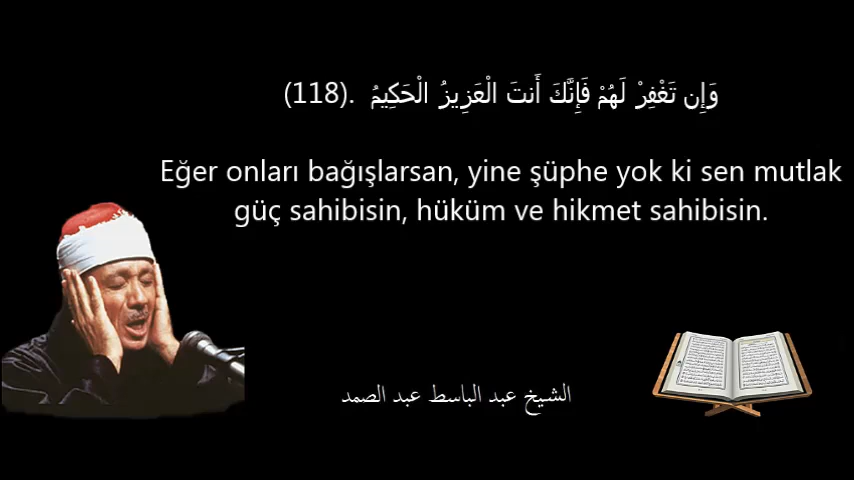 وَإِن تَغْفِرْ لَهُمْ فَإِنَّكَ أَنتَ الْعَزِيزُ الْحَكِيمُ .(118)
Eğer onları bağışlarsan, yine şüphe yok ki sen mutlak
güç sahibisin, hüküm ve hikmet sahibisin.
الشيخ عبد الباسط عبد الصمد